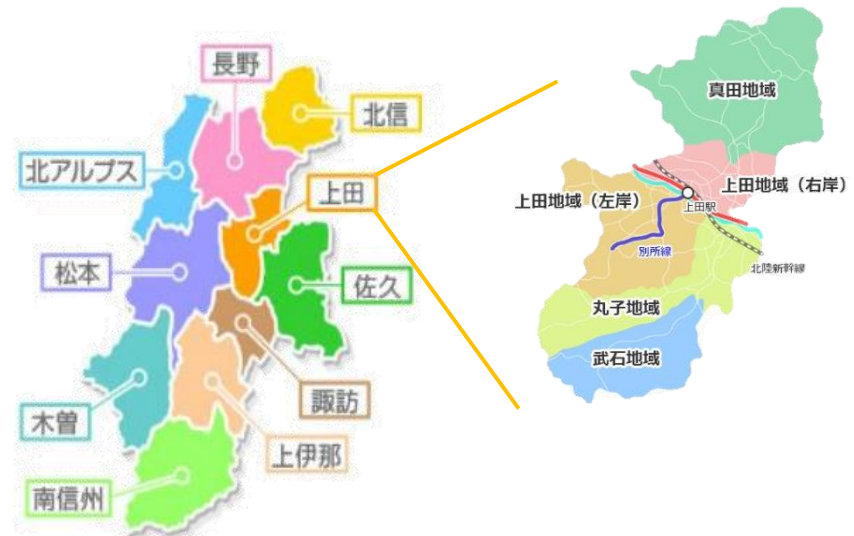 長野
北信
北アルプス
上田
松本
佐久
諏訪
木曽
上伊那
南信州
真田地域
上田地域（右岸）
上田地域（左岸）
上田駅
別所線
北陸新幹線
丸子地域
武石地域